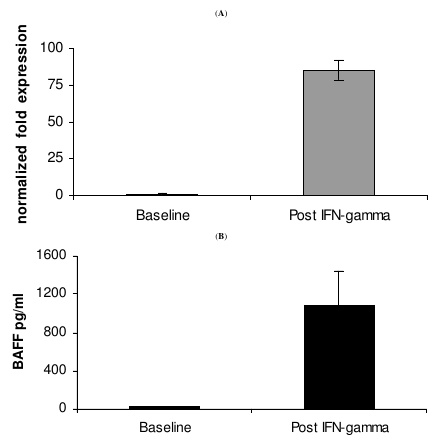 (A)
normalized fold expression
100
75
50
25
0
Baseline Post IFN-gamma
(B)
BAFF pg/ml
1600
1200
800
400
0
Baseline Post IFN-gamma